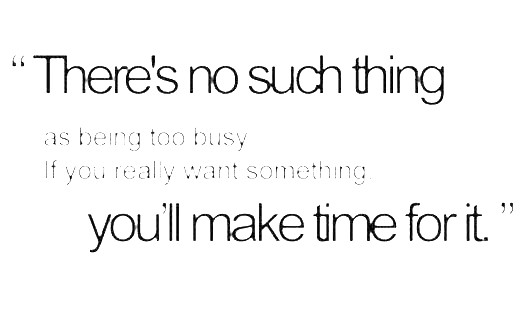 “ There's no such thing
as being too busy
If you really want something,
you’ll make time for it. ”